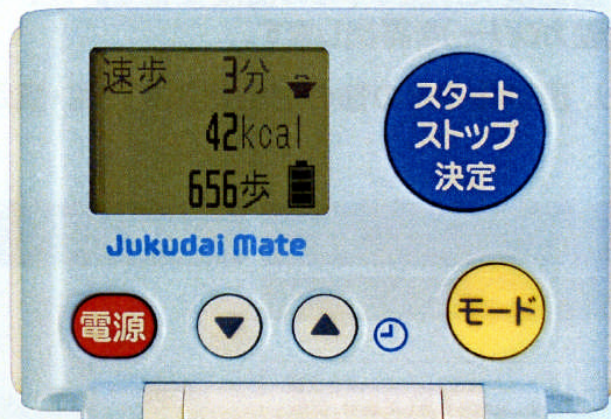 速歩 3分
42kcal
656歩
スタート
ストップ
決定
Jukudai Mate
電源
▼
▲
モード